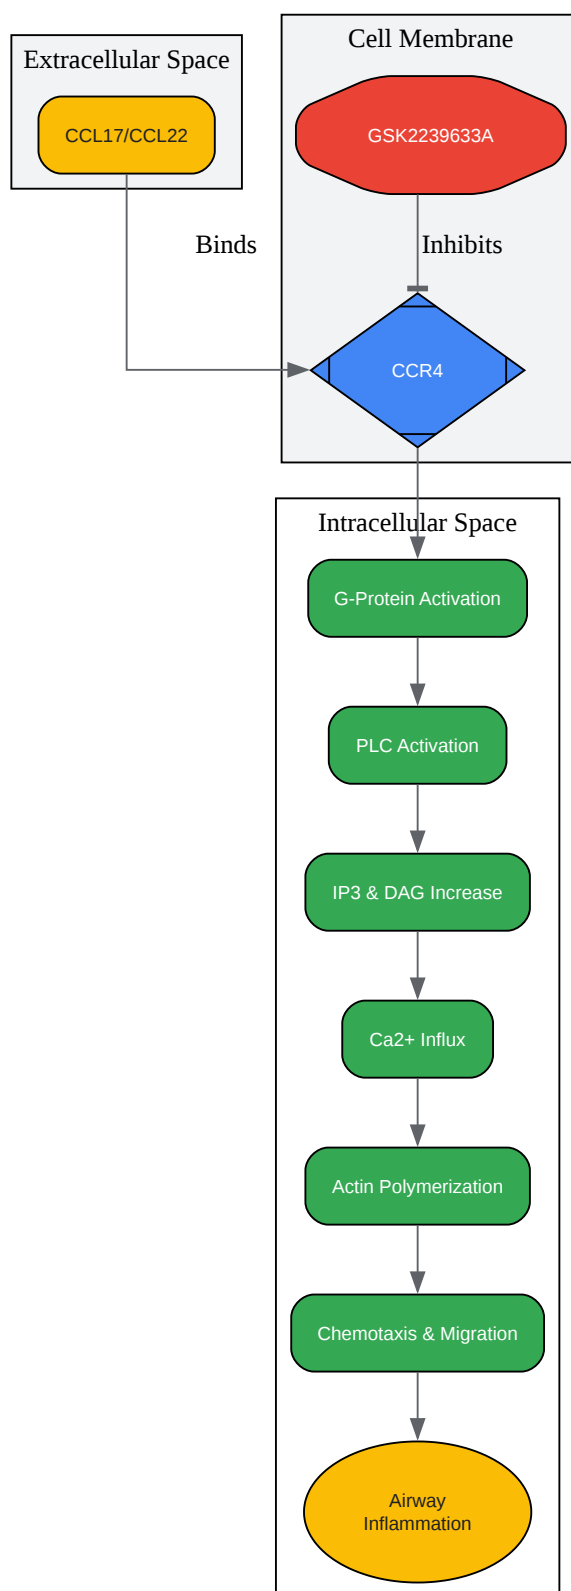 Cell Membrane
Extracellular Space
CCL17/CCL22
GSK2239633A
Binds
Inhibits
CCR4
Intracellular Space
G-Protein Activation
PLC Activation
IP3 & DAG Increase
Ca2+ Influx
Actin Polymerization
Chemotaxis & Migration
Airway
Inflammation